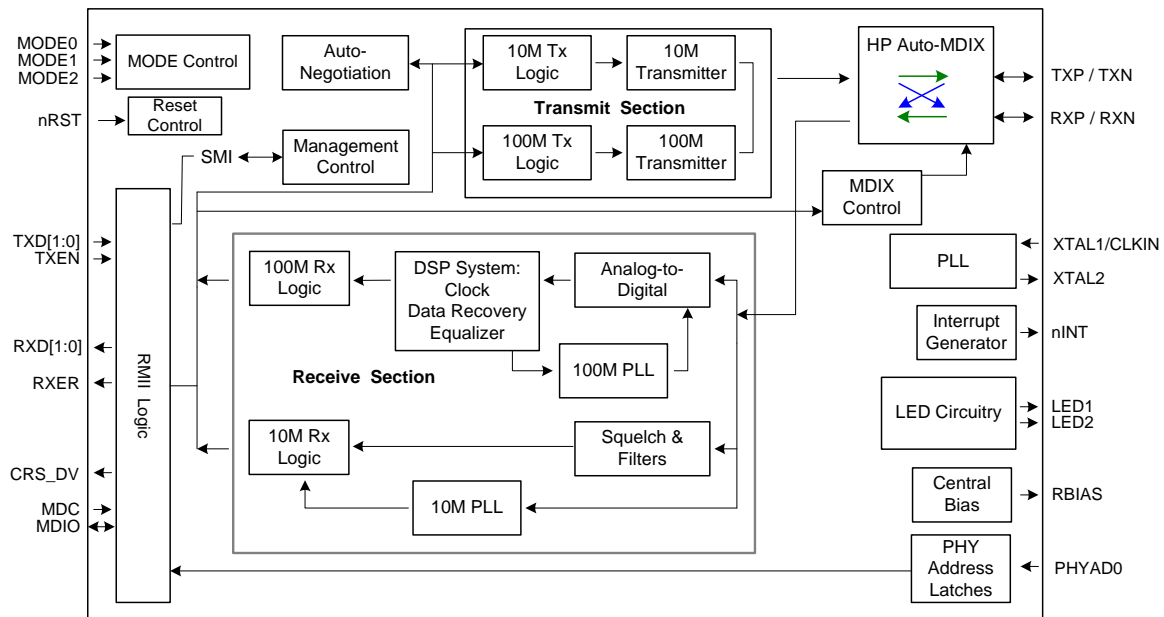 MODE0
MODE1
MODE2
MODE Control
nRST
Reset
Control
Auto-
Negotiation
SMI
Management
Control
10M Tx
Logic
10M
Transmitter
Transmit Section
100M Tx
Logic
100M
Transmitter
HP Auto-MDIX
TXP / TXN
RXP / RXN
MDIX
Control
TXD[1:0]
TXEN
RXD[1:0]
RXER
CRS_DV
MDC
MDIO
RMII Logic
100M Rx
Logic
DSP System:
Clock
Data Recovery
Equalizer
Analog-to-
Digital
100M PLL
Receive Section
10M Rx
Logic
Squelch &
Filters
10M PLL
PLL
XTAL1/CLKIN
XTAL2
Interrupt
Generator
nINT
LED Circuitry
LED1
LED2
Central
Bias
RBIAS
PHY
Address
Latches
PHYAD0